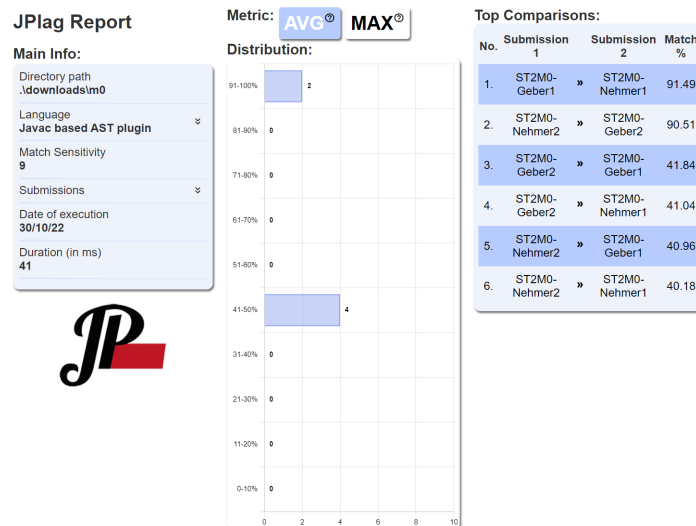 JPlag Report
Main Info:
Directory path
.\downloads\m0
Language
Javac based AST plugin
Match Sensitivity
9
Submissions
Date of execution
30/10/22
Duration (in ms)
41
JP
Metric:
AVG
MAX
Distribution:
91-100% 2
81-90% 0
71-80% 0
61-70% 0
51-60% 0
41-50% 4
31-40% 0
21-30% 0
11-20% 0
0-10% 0
0 2 4 6 8 10
Top Comparisons:
No. Submission 1 Submission 2 Match %
1. ST2M0-Geber1 » ST2M0-Nehmer1 91.49
2. ST2M0-Nehmer2 » ST2M0-Geber2 90.51
3. ST2M0-Geber2 » ST2M0-Geber1 41.84
4. ST2M0-Geber2 » ST2M0-Nehmer1 41.04
5. ST2M0-Nehmer2 » ST2M0-Geber1 40.96
6. ST2M0-Nehmer2 » ST2M0-Nehmer1 40.18